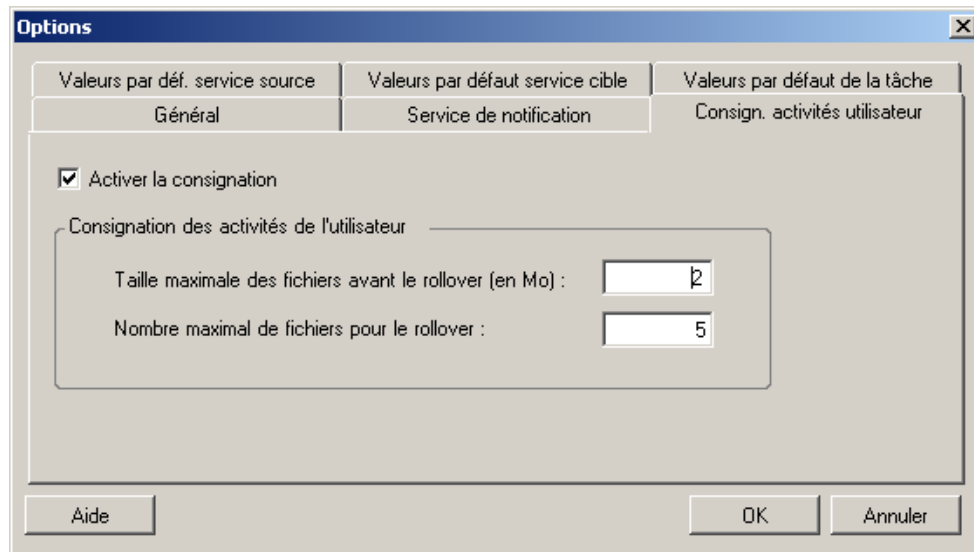 Options
Valeurs par déf. service source
Valeurs par défaut service cible
Valeurs par défaut de la tâche
Général
Service de notification
Consign. activités utilisateur
Activer la consignation
Consignation des activités de l'utilisateur
Taille maximale des fichiers avant le rollover (en Mo) : 2
Nombre maximal de fichiers pour le rollover : 5
Aide
OK
Annuler